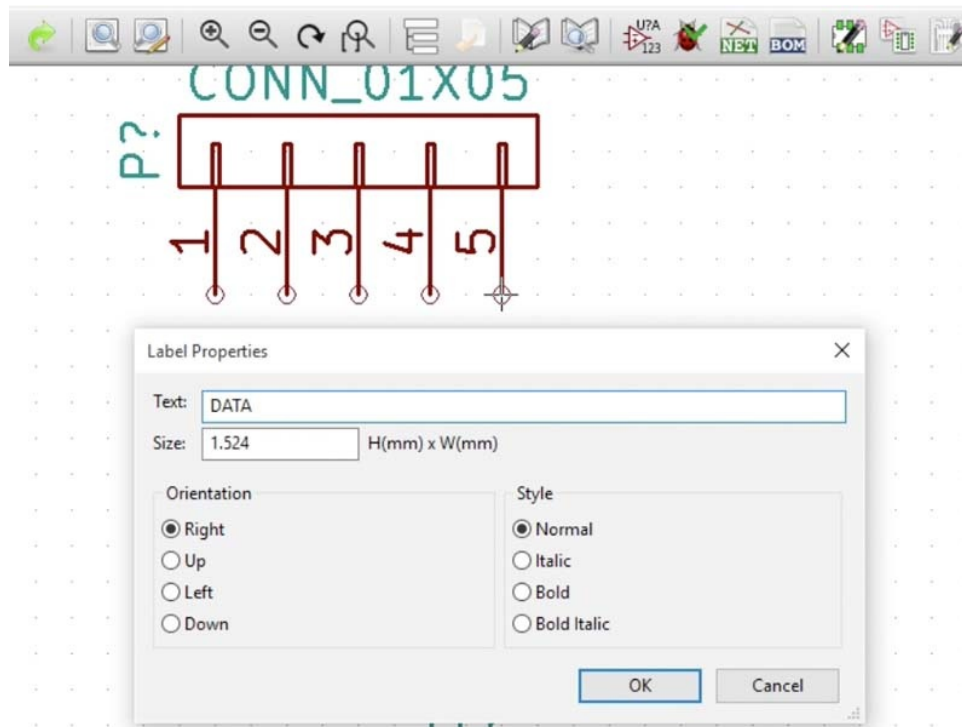 U?A
123
NET
BOM
CONN_01X05
P?
1 2 3 4 5
Label Properties
Text: DATA
Size: 1.524 H(mm) x W(mm)
Orientation
Right
Up
Left
Down
Style
Normal
Italic
Bold
Bold Italic
OK Cancel